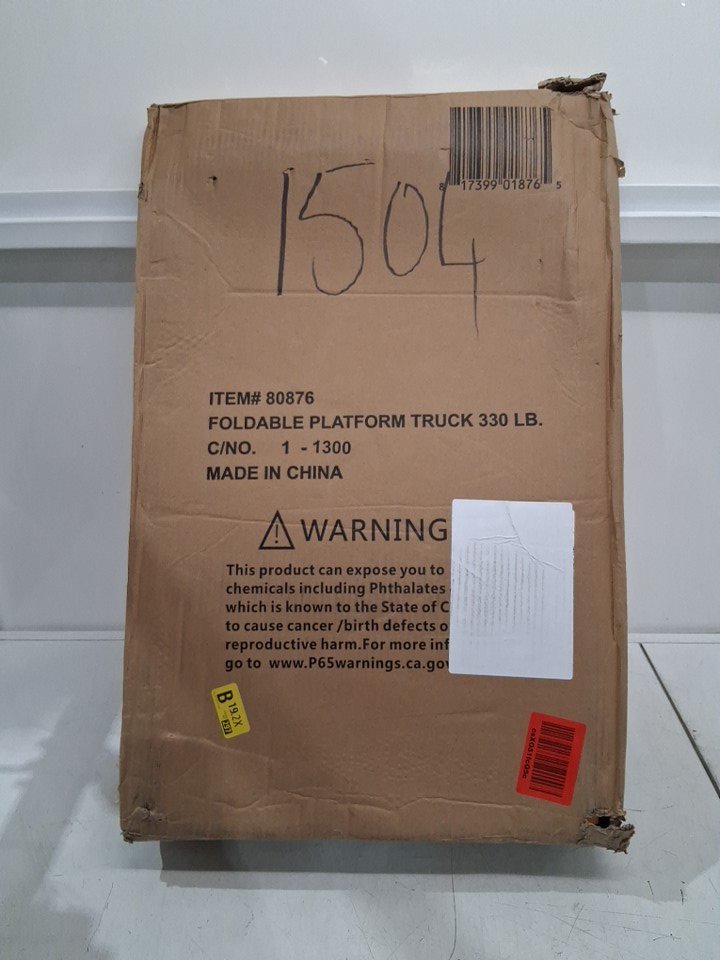 8 17399 01876 5
1504
ITEM# 80876
FOLDABLE PLATFORM TRUCK 330 LB.
C/NO. 1 - 1300
MADE IN CHINA
WARNING
This product can expose you to
chemicals including Phthalates
which is known to the State of C
to cause cancer /birth defects o
reproductive harm.For more inf
go to www.P65warnings.ca.gov
B 19.2X